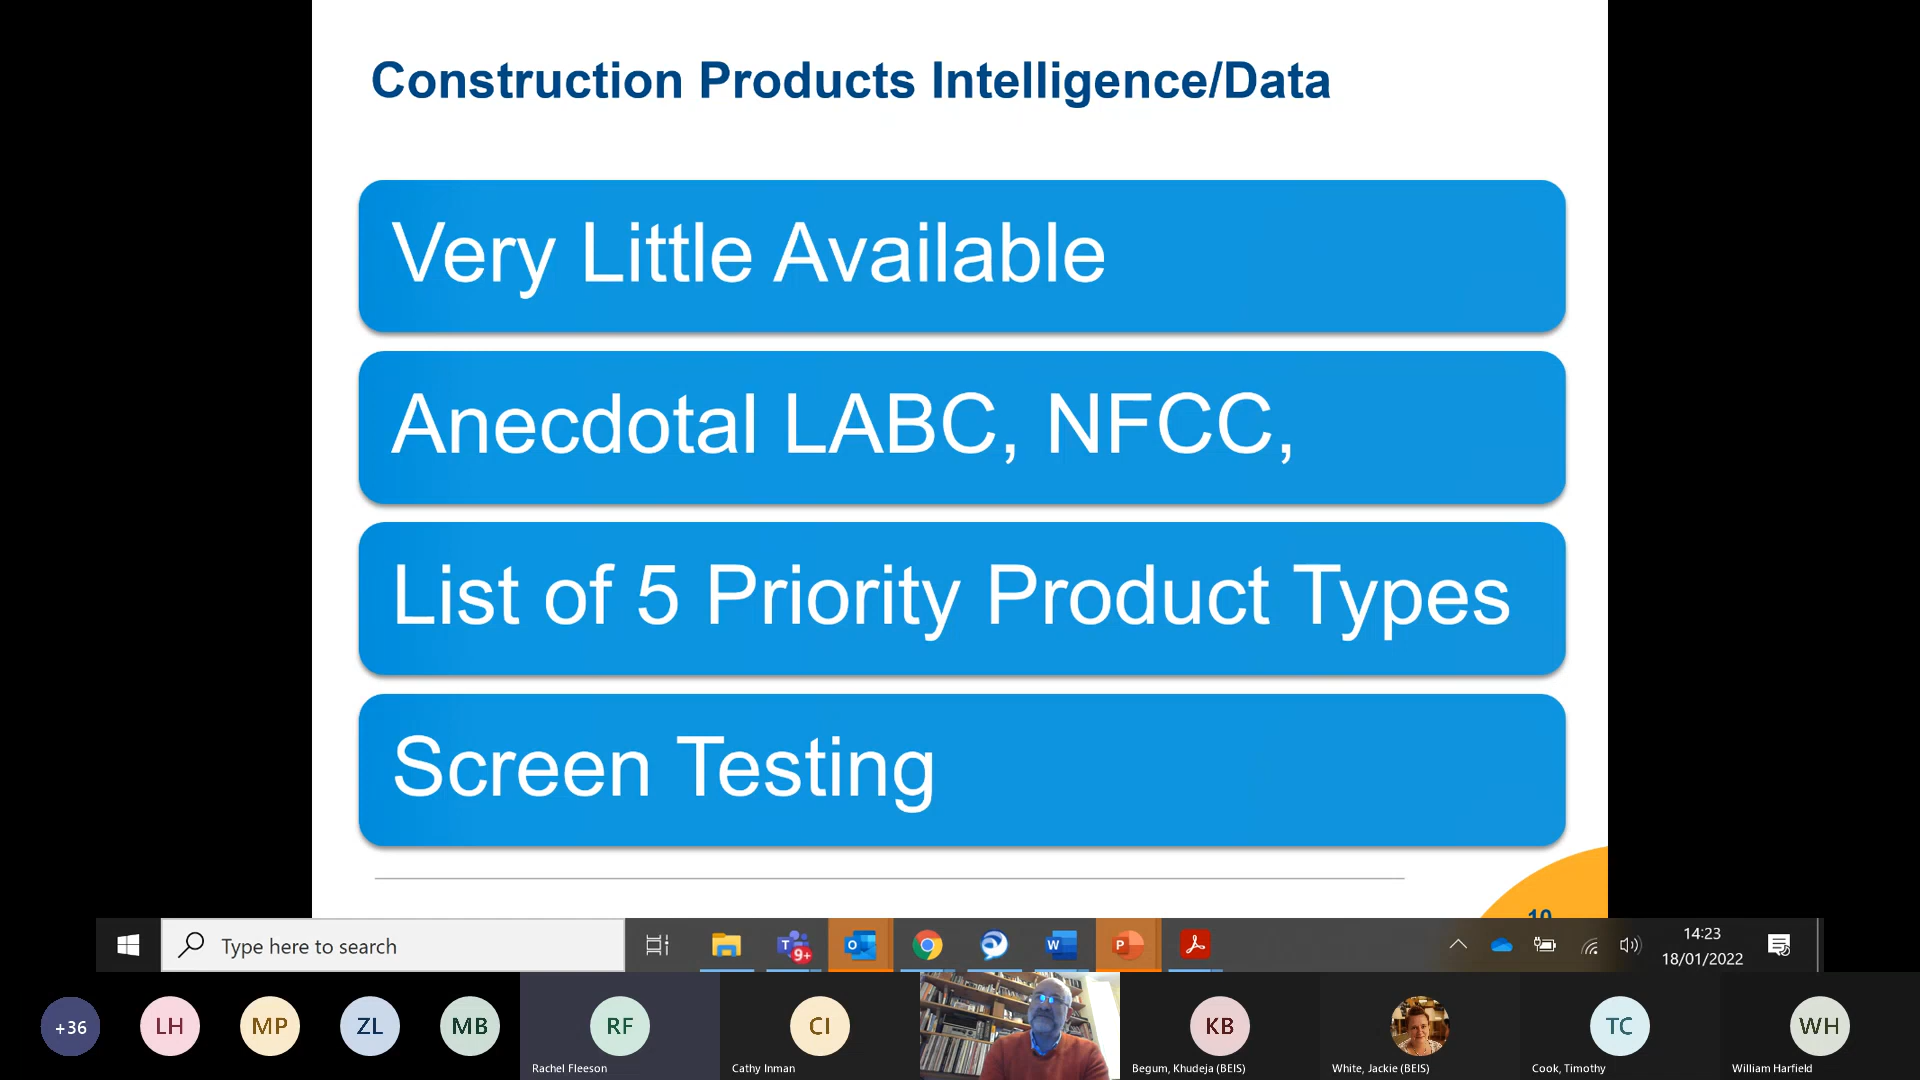 Construction Products Intelligence/Data
Very Little Available
Anecdotal LABC, NFCC,
List of 5 Priority Product Types
Screen Testing
10
Type here to search
9+
14:23
18/01/2022
+36
LH
MP
ZL
MB
RF
CI
KB
TC
WH
Rachel Fleeson
Cathy Inman
Begum, Khudeja (BEIS)
White, Jackie (BEIS)
Cook, Timothy
William Harfield